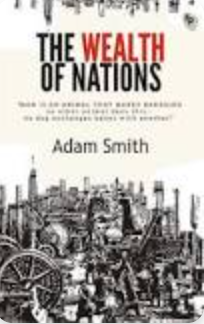 THE WEALTH
OF NATIONS
"MAN IS AN ANIMAL THAT MAKES BARGAINS
no other animal does this -
no dog exchanges bones with another"
Adam Smith